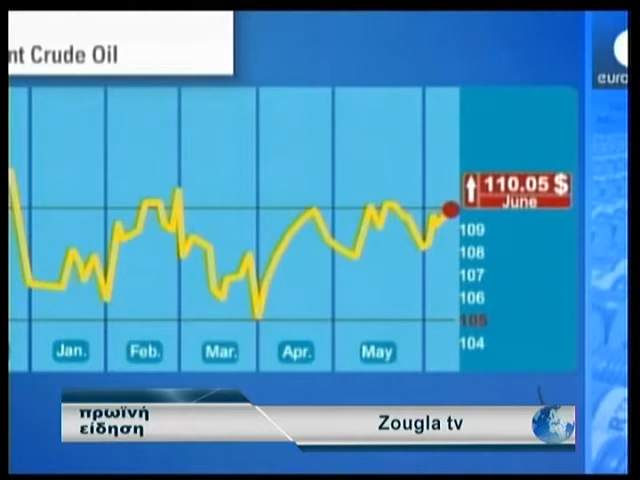 nt Crude Oil
euro
110.05 $
June
109
108
107
106
105
104
Jan.
Feb.
Mar.
Apr.
May
πρωϊνή
είδηση
Zougla tv